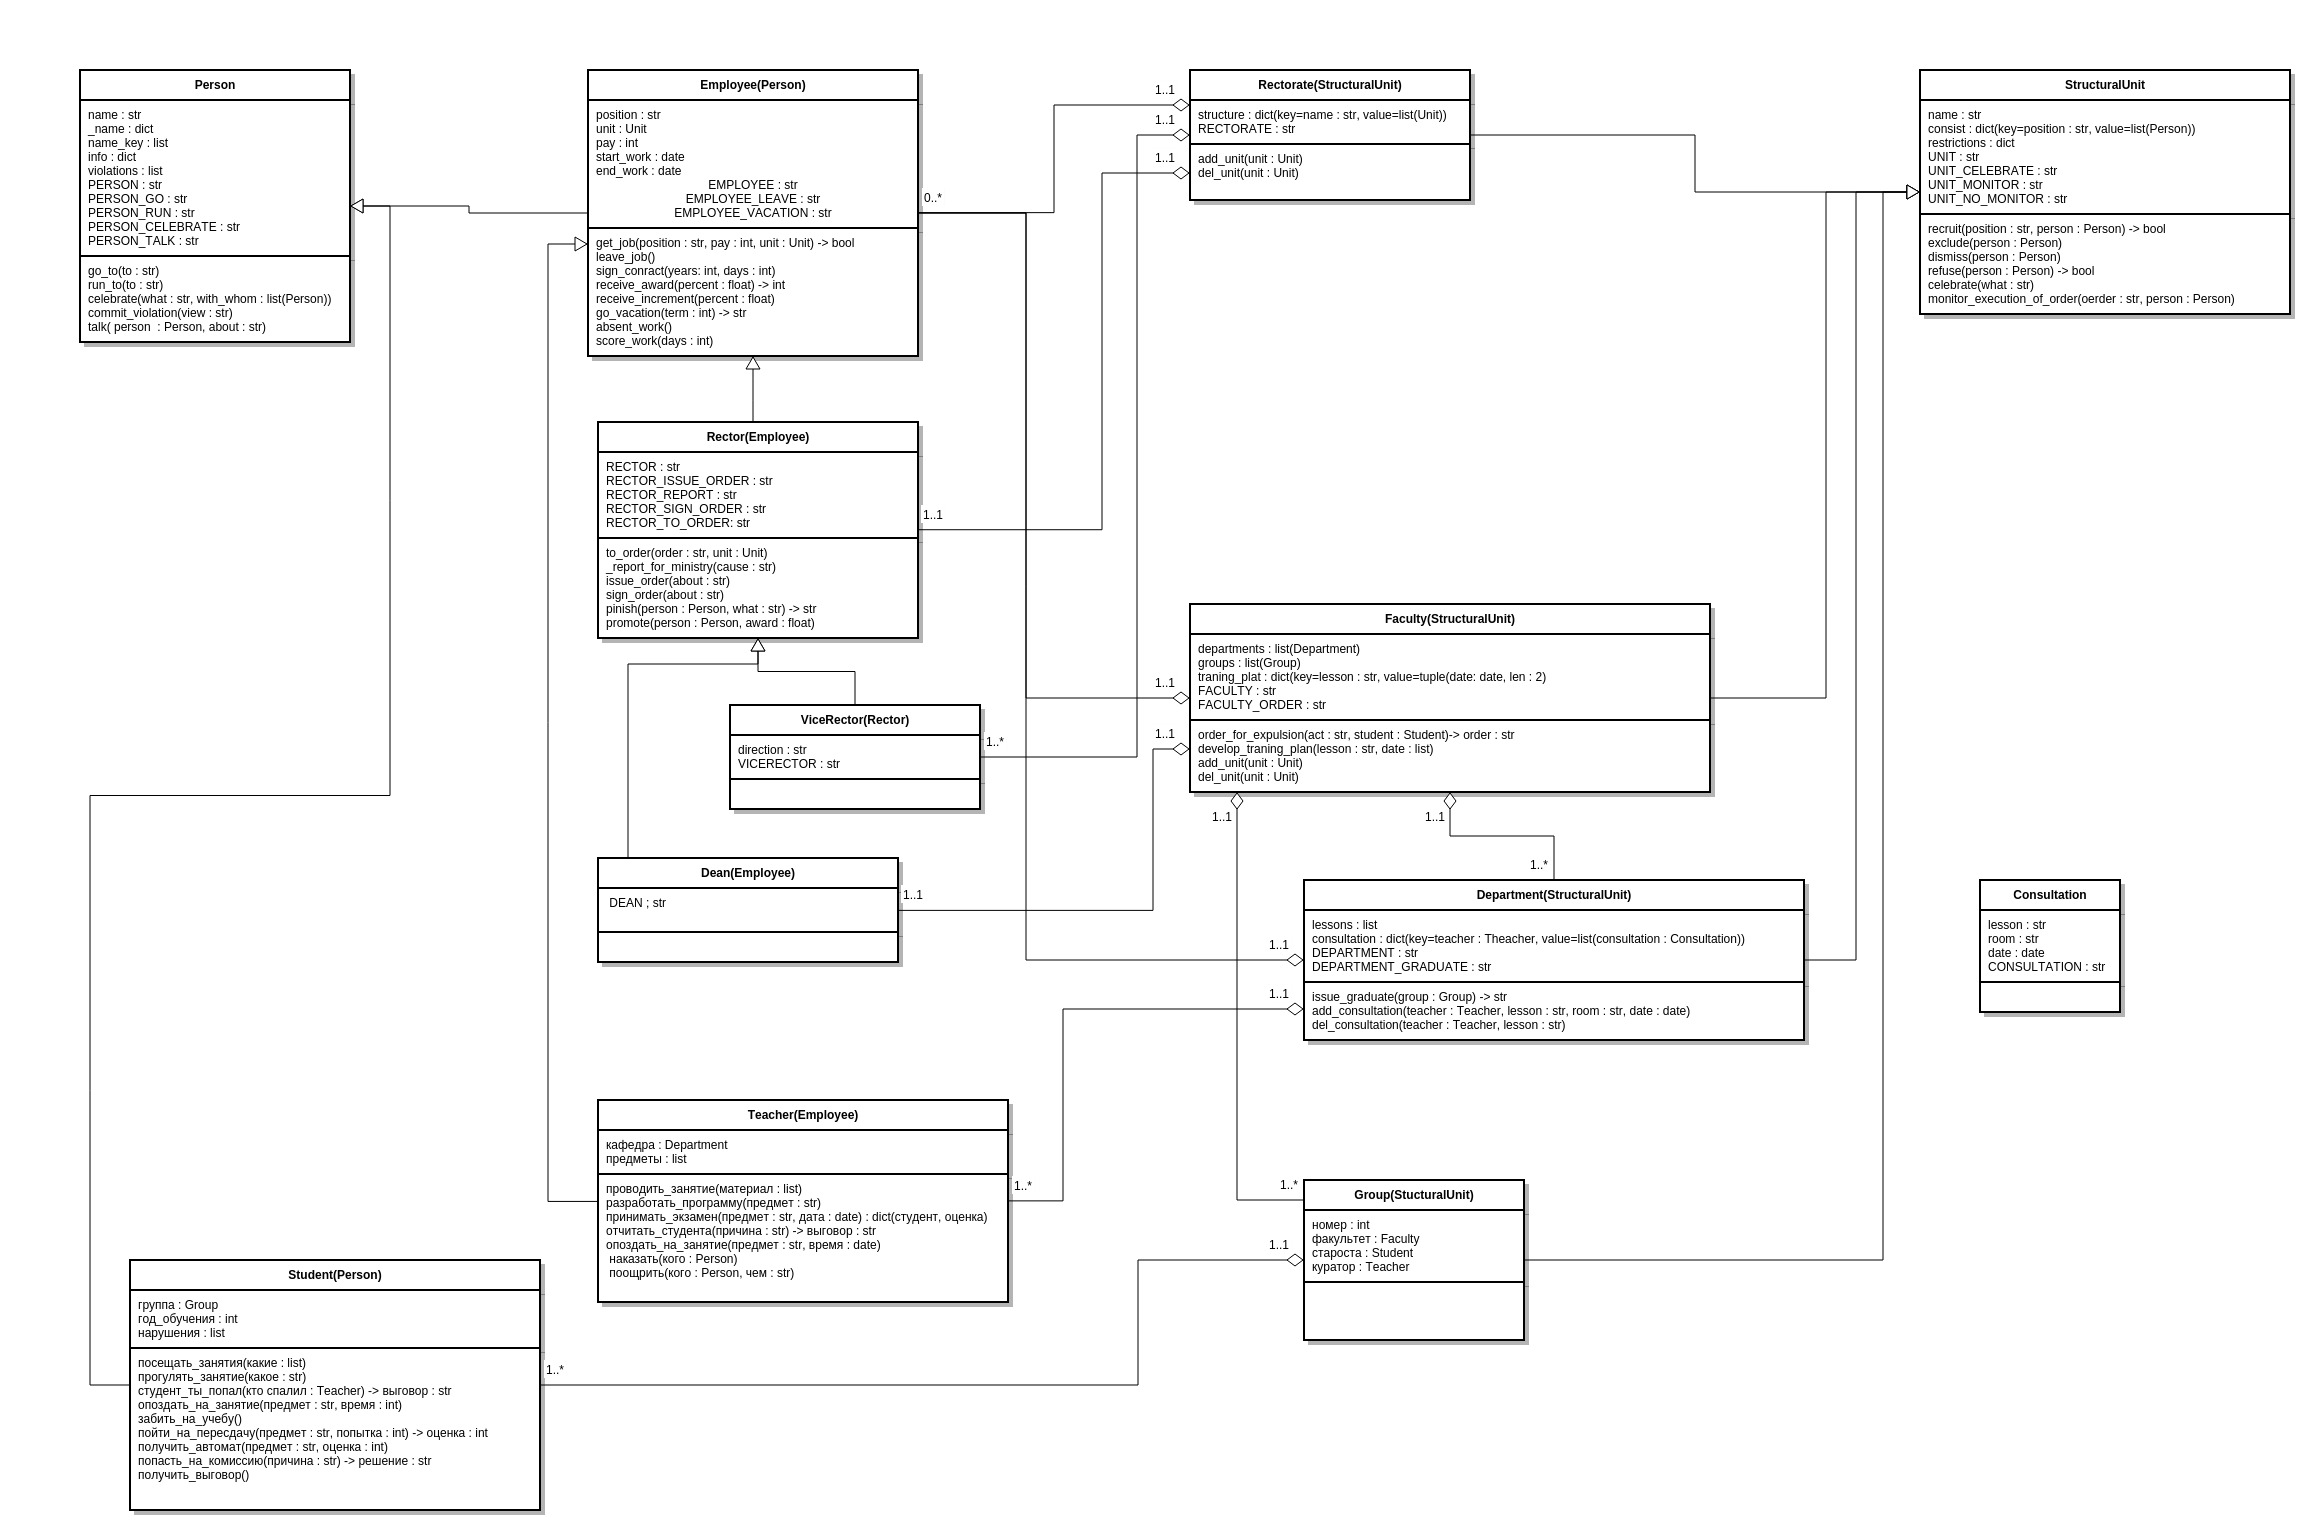 Person
name : str
_name : dict
name_key : list
info : dict
violations : list
PERSON : str
PERSON_GO : str
PERSON_RUN : str
PERSON_CELEBRATE : str
PERSON_TALK : str
go_to(to : str)
run_to(to : str)
celebrate(what : str, with_whom : list(Person))
commit_violation(view : str)
talk( person  : Person, about : str)
Employee(Person)
position : str
unit : Unit
pay : int
start_work : date
end_work : date
EMPLOYEE : str
EMPLOYEE_LEAVE : str
EMPLOYEE_VACATION : str
get_job(position : str, pay : int, unit : Unit) -> bool
leave_job()
sign_conract(years: int, days : int)
receive_award(percent : float) -> int
receive_increment(percent : float)
go_vacation(term : int) -> str
absent_work()
score_work(days : int)
0..*
1..1
1..1
1..1
Rectorate(StructuralUnit)
structure : dict(key=name : str, value=list(Unit))
RECTORATE : str
add_unit(unit : Unit)
del_unit(unit : Unit)
StructuralUnit
name : str
consist : dict(key=position : str, value=list(Person))
restrictions : dict
UNIT : str
UNIT_CELEBRATE : str
UNIT_MONITOR : str
UNIT_NO_MONITOR : str
recruit(position : str, person : Person) -> bool
exclude(person : Person)
dismiss(person : Person)
refuse(person : Person) -> bool
celebrate(what : str)
monitor_execution_of_order(oerder : str, person : Person)
Rector(Employee)
RECTOR : str
RECTOR_ISSUE_ORDER : str
RECTOR_REPORT : str
RECTOR_SIGN_ORDER : str
RECTOR_TO_ORDER: str
to_order(order : str, unit : Unit)
_report_for_ministry(cause : str)
issue_order(about : str)
sign_order(about : str)
pinish(person : Person, what : str) -> str
promote(person : Person, award : float)
1..1
ViceRector(Rector)
direction : str
VICERECTOR : str
1..*
1..1
1..1
Faculty(StructuralUnit)
departments : list(Department)
groups : list(Group)
traning_plat : dict(key=lesson : str, value=tuple(date: date, len : 2)
FACULTY : str
FACULTY_ORDER : str
order_for_expulsion(act : str, student : Student)-> order : str
develop_traning_plan(lesson : str, date : list)
add_unit(unit : Unit)
del_unit(unit : Unit)
1..1
1..1
1..*
Dean(Employee)
DEAN ; str
1..1
1..1
1..1
Department(StructuralUnit)
lessons : list
consultation : dict(key=teacher : Theacher, value=list(consultation : Consultation))
DEPARTMENT : str
DEPARTMENT_GRADUATE : str
issue_graduate(group : Group) -> str
add_consultation(teacher : Teacher, lesson : str, room : str, date : date)
del_consultation(teacher : Teacher, lesson : str)
Consultation
lesson : str
room : str
date : date
CONSULTATION : str
Teacher(Employee)
кафедра : Department
предметы : list
проводить_занятие(материал : list)
разработать_программу(предмет : str)
принимать_экзамен(предмет : str, дата : date) : dict(студент, оценка)
отчитать_студента(причина : str) -> выговор : str
опоздать_на_занятие(предмет : str, время : date)
наказать(кого : Person)
поощрить(кого : Person, чем : str)
1..*
1..*
1..1
Group(StucturalUnit)
номер : int
факультет : Faculty
староста : Student
куратор : Teacher
Student(Person)
группа : Group
год_обучения : int
нарушения : list
посещать_занятия(какие : list)
прогулять_занятие(какое : str)
студент_ты_попал(кто спалил : Teacher) -> выговор : str
опоздать_на_занятие(предмет : str, время : int)
забить_на_учебу()
пойти_на_пересдачу(предмет : str, попытка : int) -> оценка : int
получить_автомат(предмет : str, оценка : int)
попасть_на_комиссию(причина : str) -> решение : str
получить_выговор()
1..*